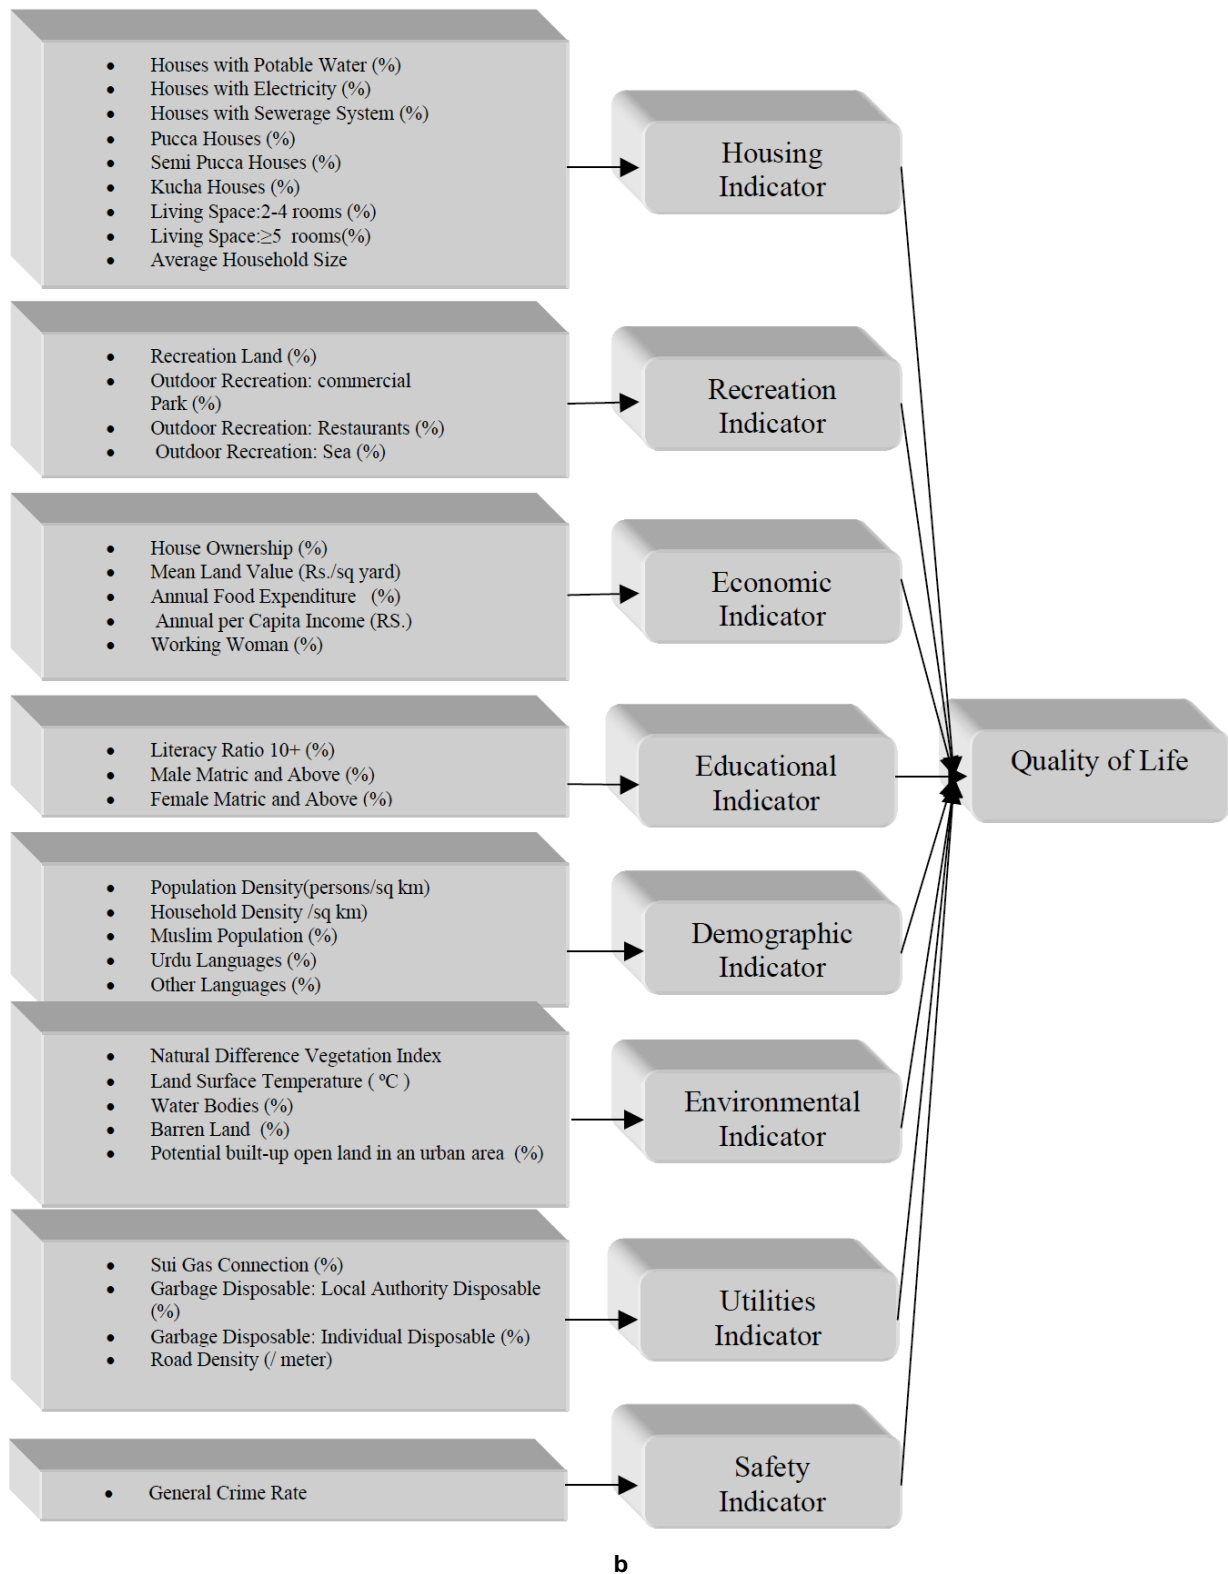 • Houses with Potable Water (%)
• Houses with Electricity (%)
• Houses with Sewerage System (%)
• Pucca Houses (%)
• Semi Pucca Houses (%)
• Kucha Houses (%)
• Living Space:2-4 rooms (%)
• Living Space:≥5 rooms(%)
• Average Household Size
Housing
Indicator
• Recreation Land (%)
• Outdoor Recreation: commercial
Park (%)
• Outdoor Recreation: Restaurants (%)
• Outdoor Recreation: Sea (%)
Recreation
Indicator
• House Ownership (%)
• Mean Land Value (Rs./sq yard)
• Annual Food Expenditure (%)
• Annual per Capita Income (RS.)
• Working Woman (%)
Economic
Indicator
• Literacy Ratio 10+ (%)
• Male Matric and Above (%)
• Female Matric and Above (%)
Educational
Indicator
Quality of Life
• Population Density(persons/sq km)
• Household Density /sq km)
• Muslim Population (%)
• Urdu Languages (%)
• Other Languages (%)
Demographic
Indicator
• Natural Difference Vegetation Index
• Land Surface Temperature ( ºC )
• Water Bodies (%)
• Barren Land (%)
• Potential built-up open land in an urban area (%)
Environmental
Indicator
• Sui Gas Connection (%)
• Garbage Disposable: Local Authority Disposable
(%)
• Garbage Disposable: Individual Disposable (%)
• Road Density (/ meter)
Utilities
Indicator
• General Crime Rate
Safety
Indicator
b